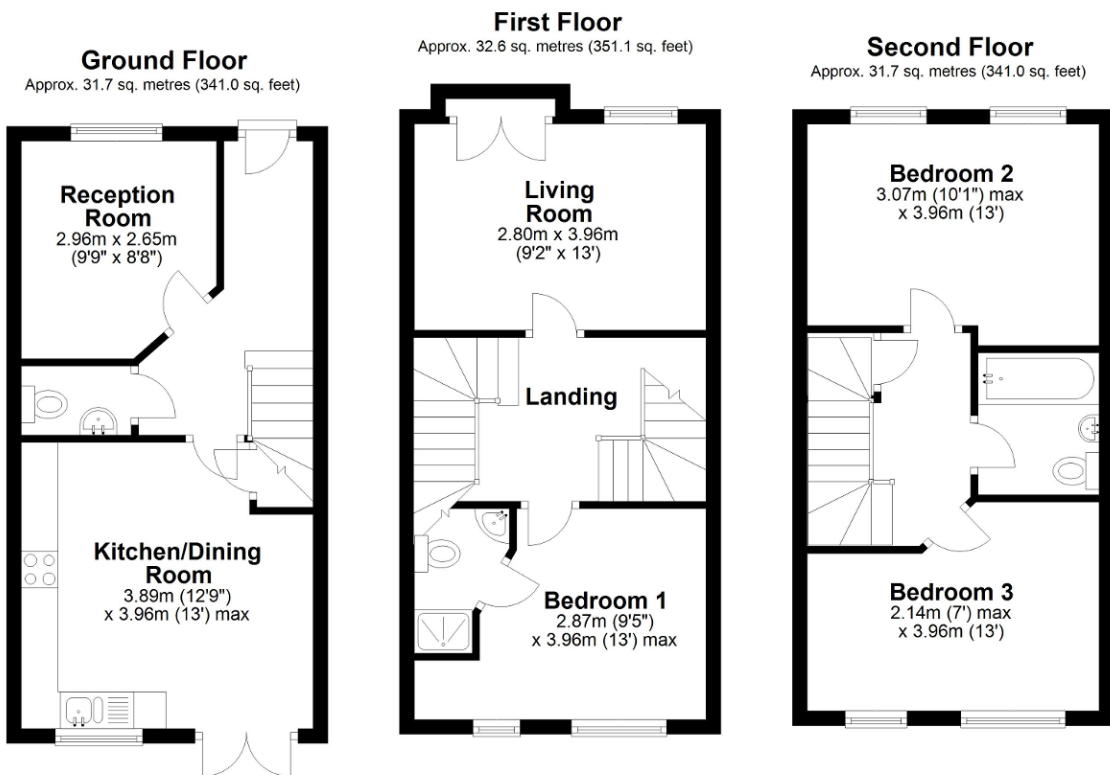 Ground Floor
Approx. 31.7 sq. metres (341.0 sq. feet)
Reception
Room
2.96m x 2.65m
(9'9" x 8'8")
Kitchen/Dining
Room
3.89m (12'9")
x 3.96m (13') max
First Floor
Approx. 32.6 sq. metres (351.1 sq. feet)
Living
Room
2.80m x 3.96m
(9'2" x 13')
Landing
Bedroom 1
2.87m (9'5")
x 3.96m (13') max
Second Floor
Approx. 31.7 sq. metres (341.0 sq. feet)
Bedroom 2
3.07m (10'1") max
x 3.96m (13')
Bedroom 3
2.14m (7') max
x 3.96m (13')